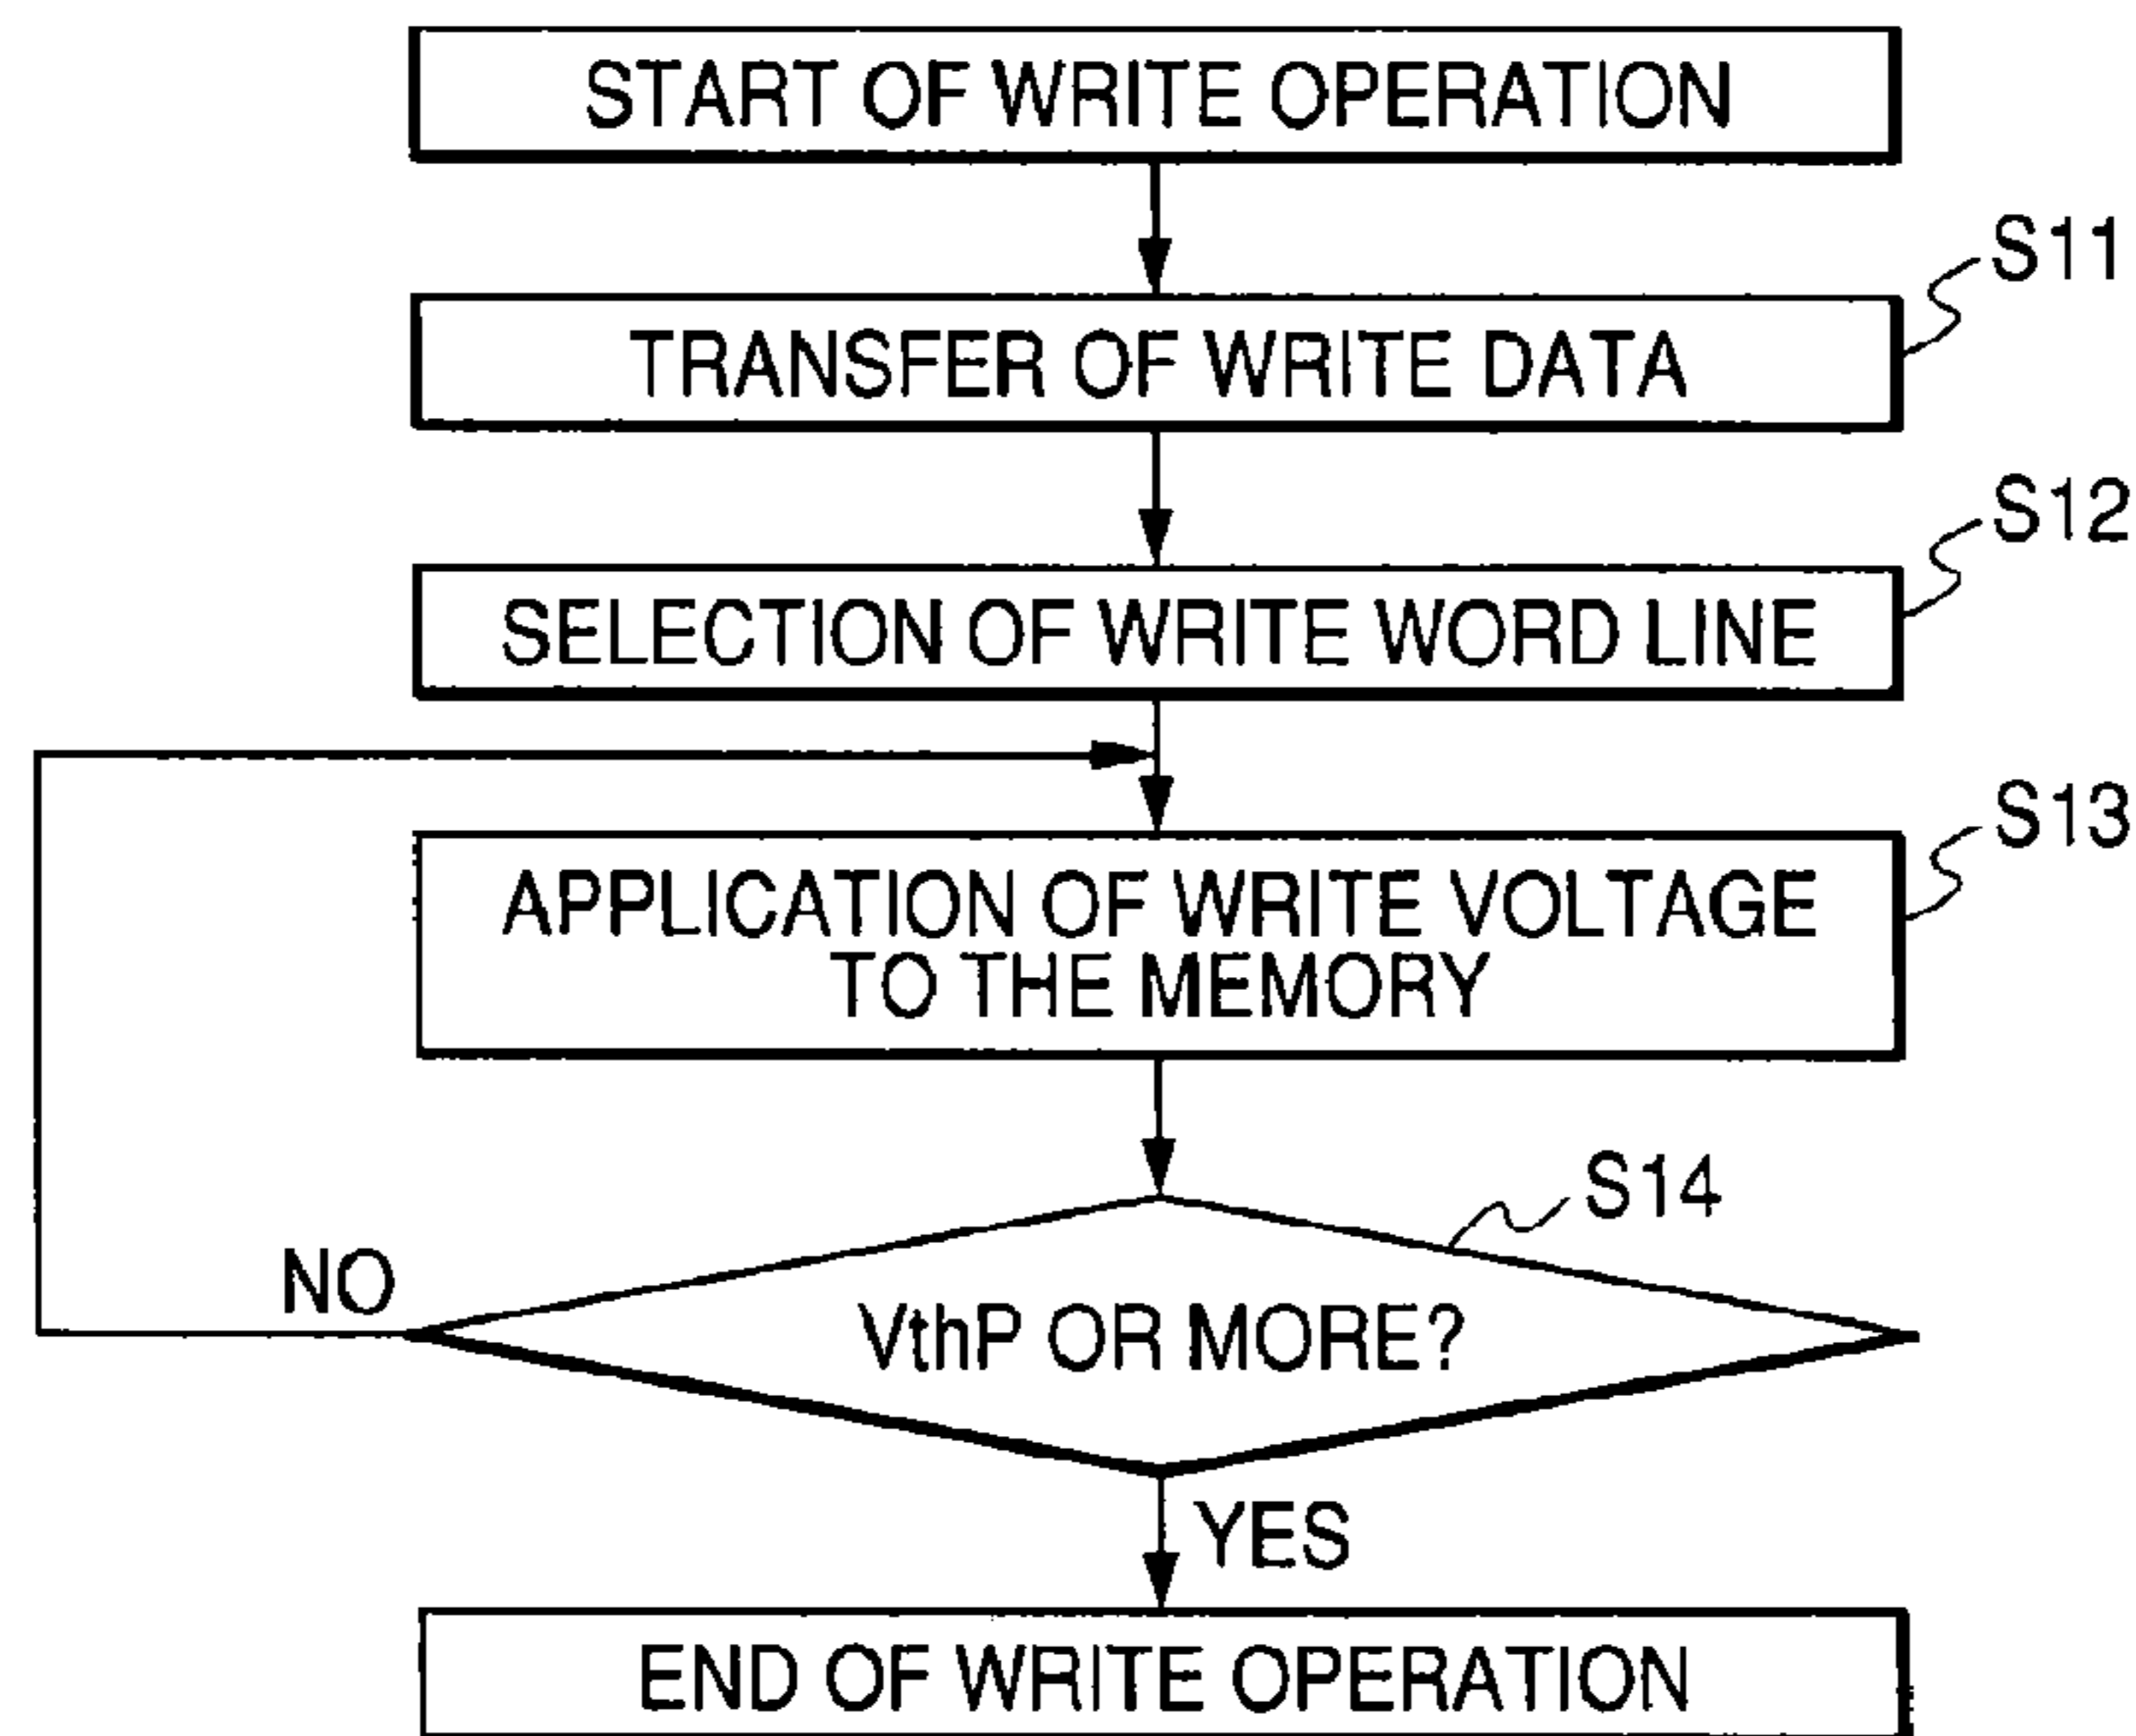 START OF WRITE OPERATION
S11
TRANSFER OF WRITE DATA
S12
SELECTION OF WRITE WORD LINE
S13
APPLICATION OF WRITE VOLTAGE
TO THE MEMORY
S14
NO
VthP OR MORE?
YES
END OF WRITE OPERATION